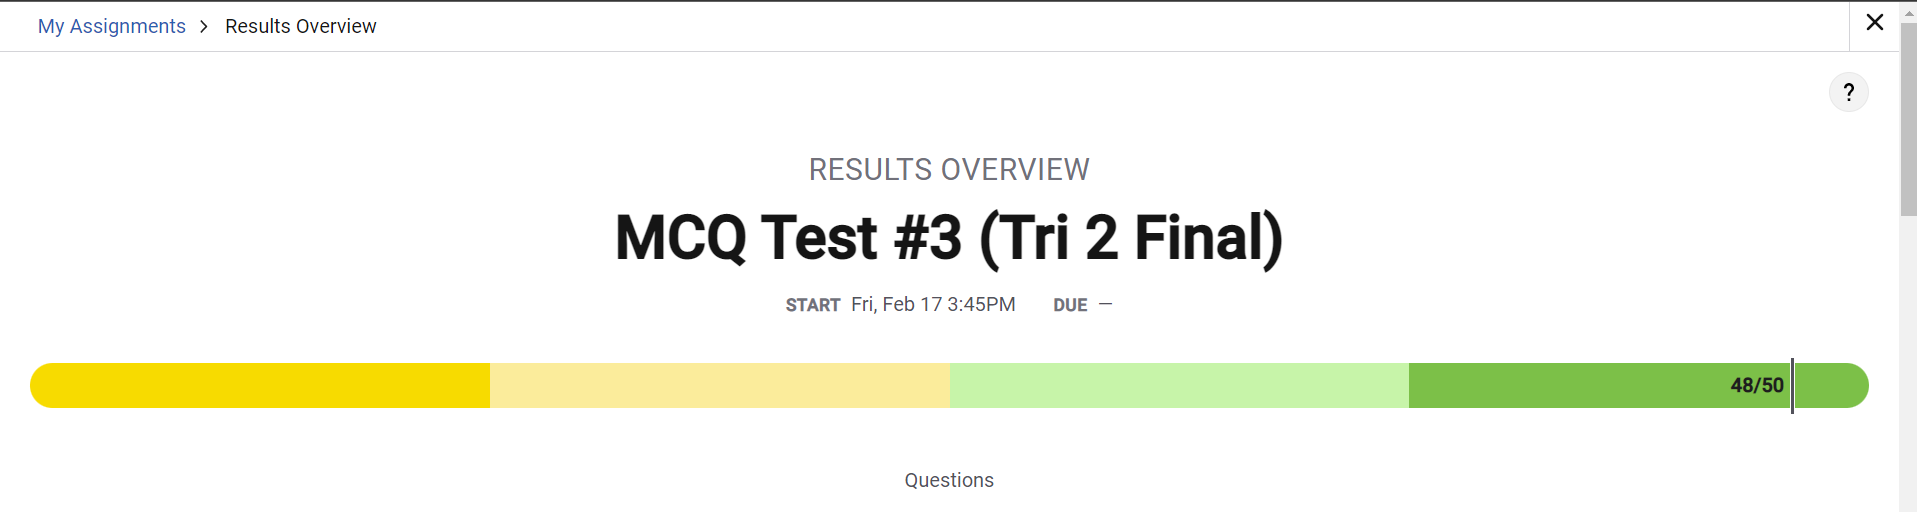 My Assignments > Results Overview
?
RESULTS OVERVIEW
MCQ Test #3 (Tri 2 Final)
START Fri, Feb 17 3:45PM DUE —
48/50
Questions